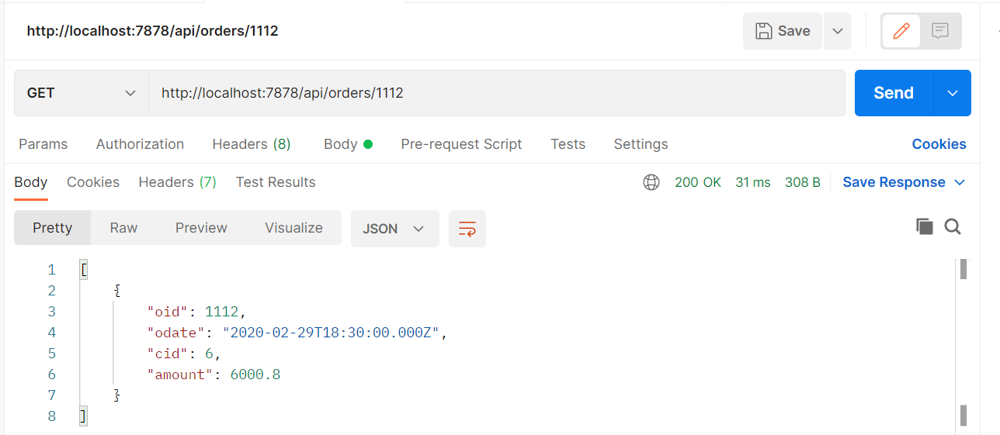 http://localhost:7878/api/orders/1112
Save
GET
http://localhost:7878/api/orders/1112
Send
Params Authorization Headers (8) Body Pre-request Script Tests Settings Cookies
Body Cookies Headers (7) Test Results 200 OK 31 ms 308 B Save Response
Pretty Raw Preview Visualize JSON
1 [
2 {
3 "oid": 1112,
4 "odate": "2020-02-29T18:30:00.000Z",
5 "cid": 6,
6 "amount": 6000.8
7 }
8 ]